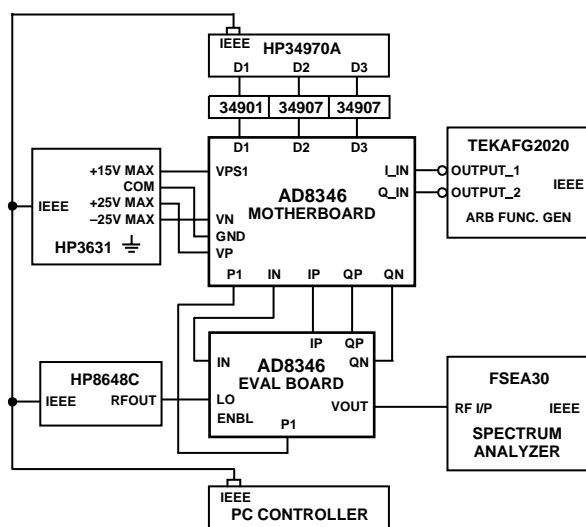 IEEE
HP34970A
D1 D2 D3
34901 34907 34907
D1 D2 D3
+15V MAX
COM
+25V MAX
–25V MAX
IEEE
HP3631
VPS1
VN
GND
VP
AD8346
MOTHERBOARD
I_IN
Q_IN
P1 IN IP QP QN
TEKAFG2020
OUTPUT_1
OUTPUT_2
IEEE
ARB FUNC. GEN
IP QP
IN
QN
AD8346
EVAL BOARD
LO
ENBL
VOUT
P1
HP8648C
IEEE RFOUT
FSEA30
RF I/P IEEE
SPECTRUM
ANALYZER
IEEE
PC CONTROLLER